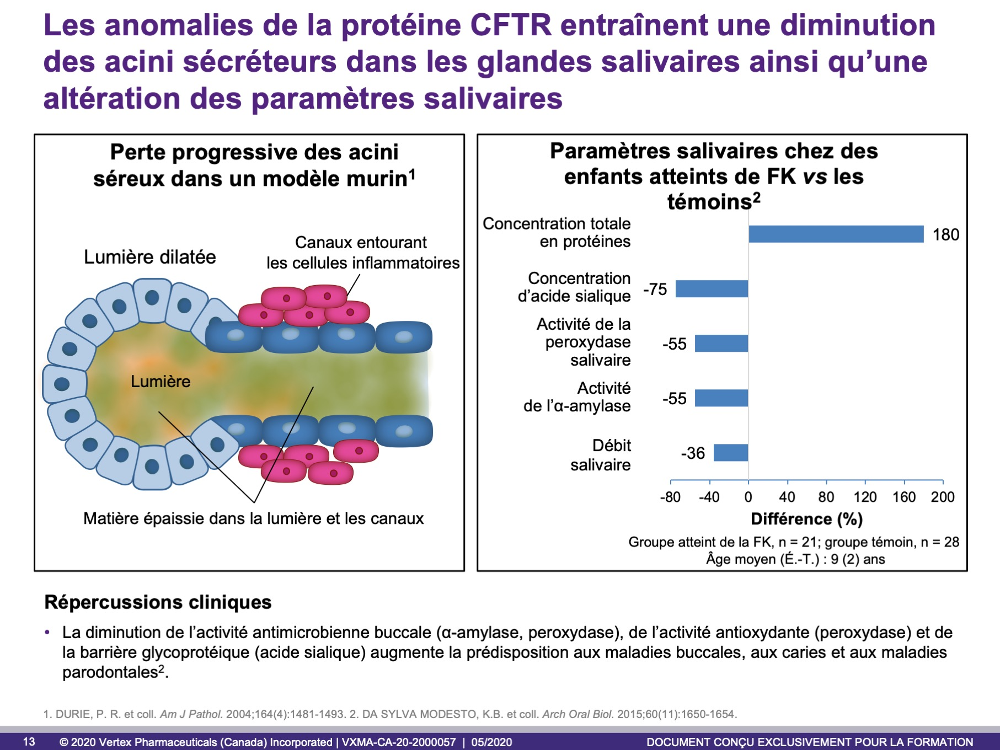 Les anomalies de la protéine CFTR entraînent une diminution
des acini sécréteurs dans les glandes salivaires ainsi qu’une
altération des paramètres salivaires
Perte progressive des acini
séreux dans un modèle murin¹
Lumière dilatée
Canaux entourant
les cellules inflammatoires
Lumière
Matière épaissie dans la lumière et les canaux
Paramètres salivaires chez des
enfants atteints de FK vs les
témoins²
Concentration totale
en protéines
180
Concentration
d’acide sialique
-75
Activité de la
peroxydase
salivaire
-55
Activité
de l’α-amylase
-55
Débit
salivaire
-36
-80 -40 0 40 80 120 160 200
Différence (%)
Groupe atteint de la FK, n = 21; groupe témoin, n = 28
Âge moyen (É.-T.) : 9 (2) ans
Répercussions cliniques
• La diminution de l’activité antimicrobienne buccale (α-amylase, peroxydase), de l’activité antioxydante (peroxydase) et de
la barrière glycoprotéique (acide sialique) augmente la prédisposition aux maladies buccales, aux caries et aux maladies
parodontales².
1. DURIE, P. R. et coll. Am J Pathol. 2004;164(4):1481-1493. 2. DA SYLVA MODESTO, K.B. et coll. Arch Oral Biol. 2015;60(11):1650-1654.
13 © 2020 Vertex Pharmaceuticals (Canada) Incorporated | VXMA-CA-20-2000057 | 05/2020 DOCUMENT CONÇU EXCLUSIVEMENT POUR LA FORMATION